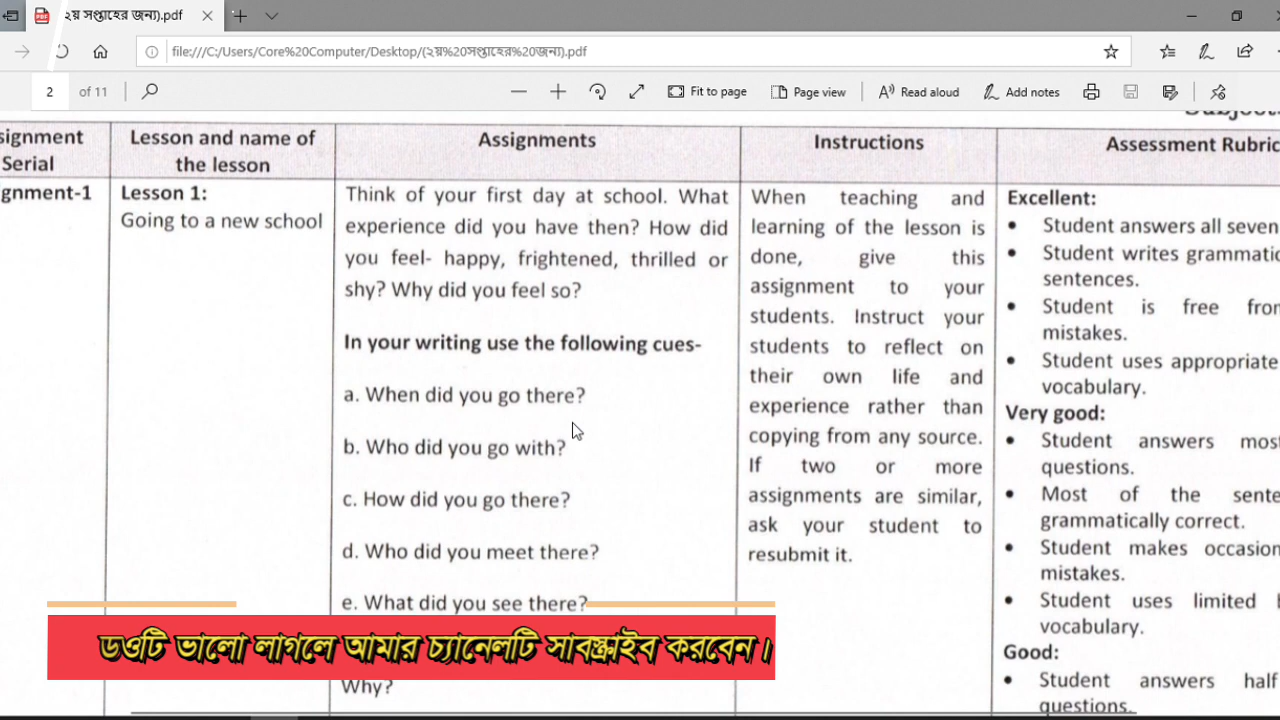 ২য় সপ্তাহের জন্য).pdf
file:///C:/Users/Core%20Computer/Desktop/(২য়%20সপ্তাহের%20জন্য).pdf
2 of 11
Fit to page
Page view
Read aloud
Add notes
signment Serial
Lesson and name of
the lesson
Assignments
Instructions
Assessment Rubric
gnment-1
Lesson 1:
Going to a new school
Think of your first day at school. What
experience did you have then? How did
you feel- happy, frightened, thrilled or
shy? Why did you feel so?
In your writing use the following cues-
a. When did you go there?
b. Who did you go with?
c. How did you go there?
d. Who did you meet there?
e. What did you see there?
Why?
When teaching and
learning of the lesson is
done, give this
assignment to your
students. Instruct your
students to reflect on
their own life and
experience rather than
copying from any source.
If two or more
assignments are similar,
ask your student to
resubmit it.
Excellent:
• Student answers all seven
• Student writes grammatic
sentences.
• Student is free from
mistakes.
• Student uses appropriate
vocabulary.
Very good:
• Student answers most
questions.
• Most of the sente
grammatically correct.
• Student makes occasion
mistakes.
• Student uses limited
vocabulary.
Good:
• Student answers half
questions.
ডওটি ভালো লাগলে আমার চ্যানেলটি সাবস্ক্রাইব করবেন।